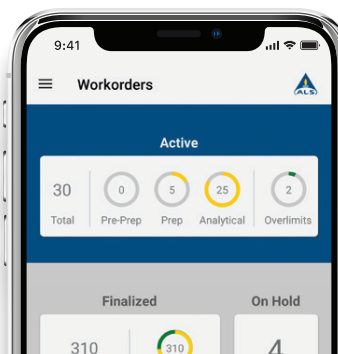 9:41
Workorders
ALS
Active
30 0 5 25 2
Total Pre-Prep Prep Analytical Overlimits
Finalized On Hold
310 310 4